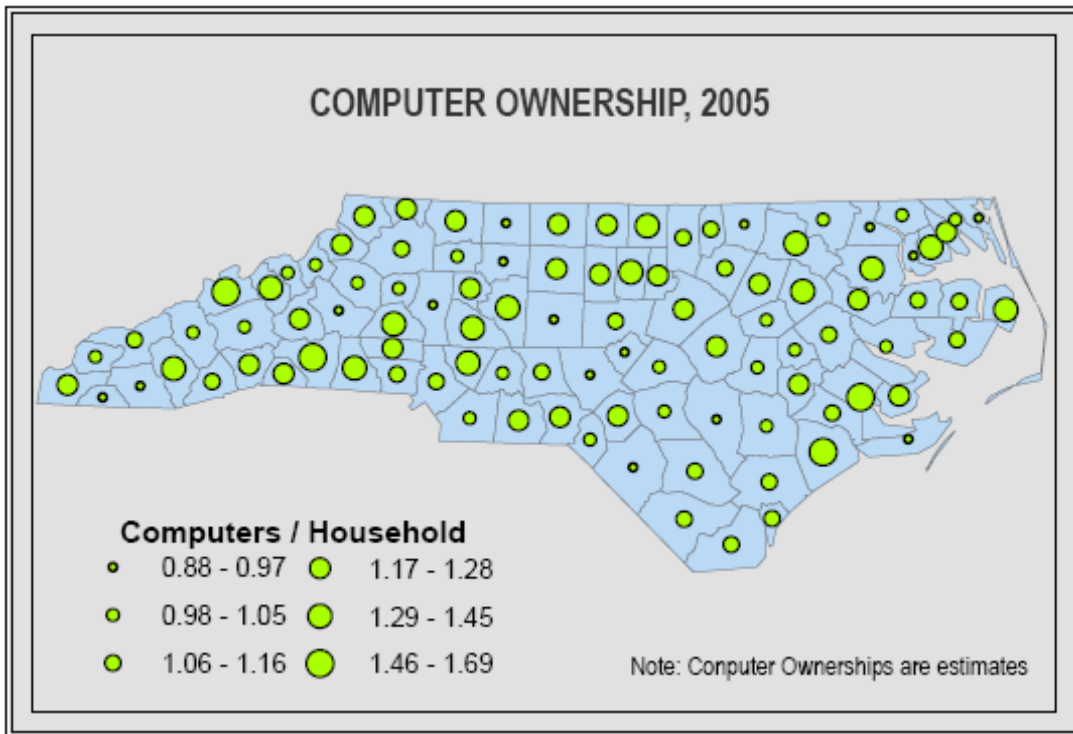 COMPUTER OWNERSHIP, 2005
Computers / Household
0.88 - 0.97
0.98 - 1.05
1.06 - 1.16
1.17 - 1.28
1.29 - 1.45
1.46 - 1.69
Note: Conputer Ownerships are estimates